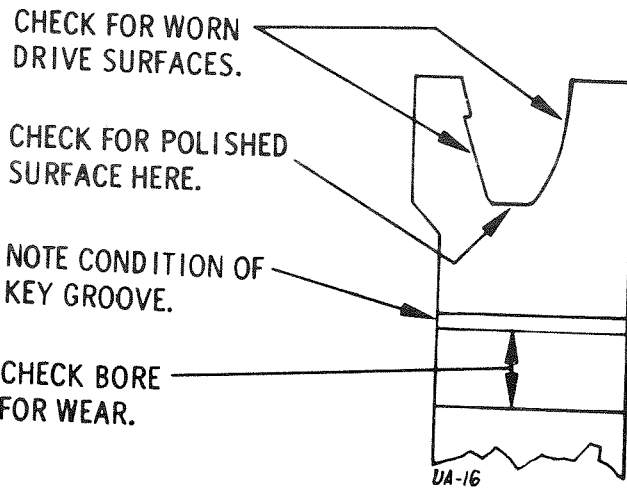 CHECK FOR WORN
DRIVE SURFACES.
CHECK FOR POLISHED
SURFACE HERE.
NOTE CONDITION OF
KEY GROOVE.
CHECK BORE
FOR WEAR.
UA-16